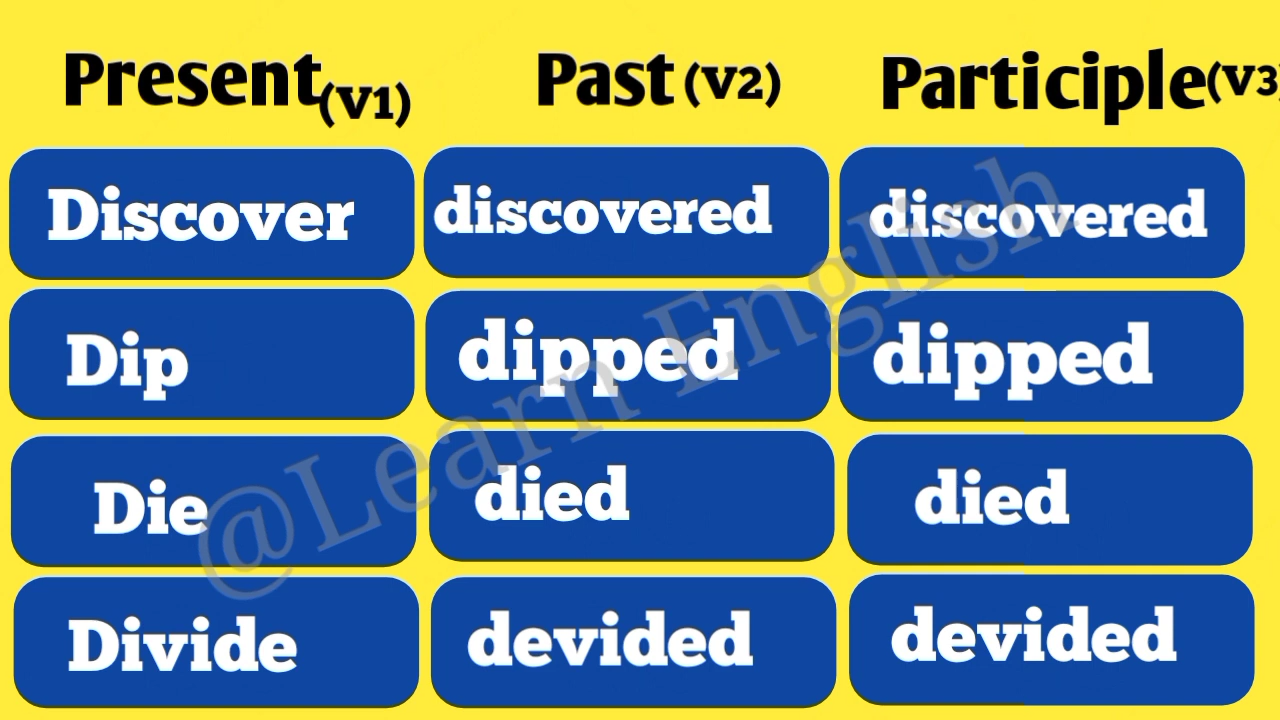 Present(V1) Past (V2) Participle(V3)
Discover discovered discovered
Dip dipped dipped
Die died died
Divide devided devided
@Learn English